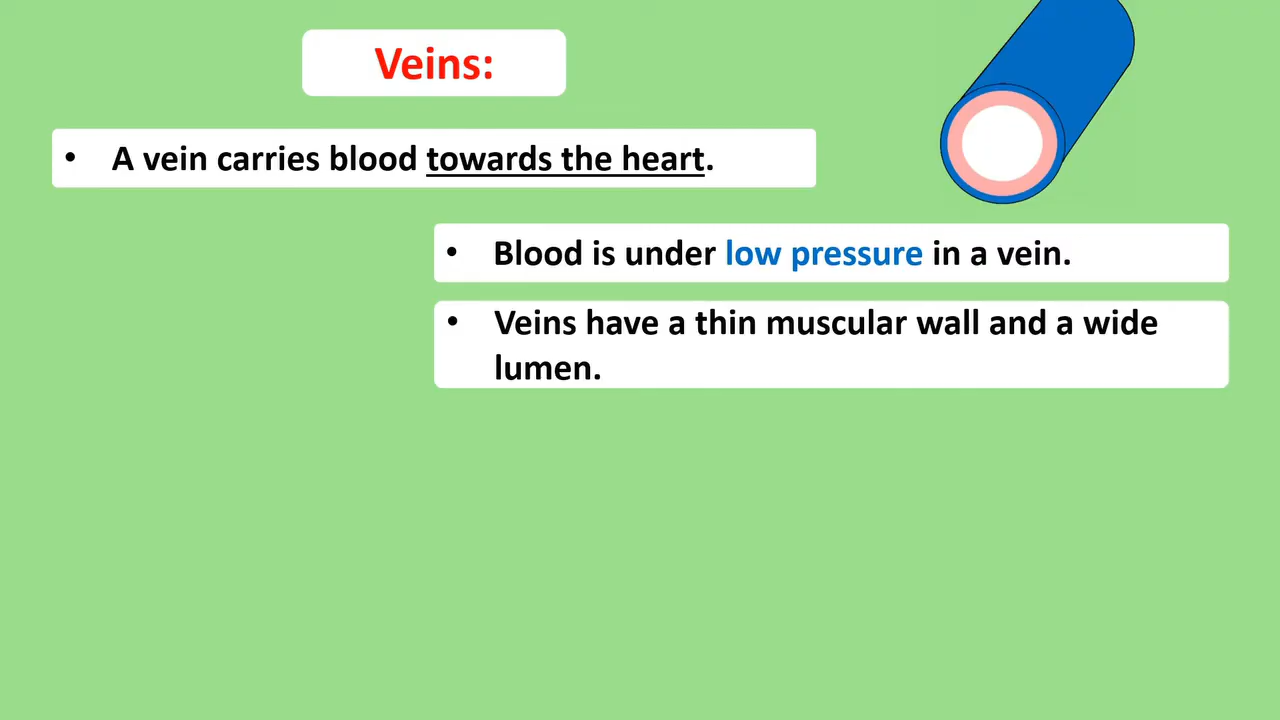 Veins:
• A vein carries blood towards the heart.
• Blood is under low pressure in a vein.
• Veins have a thin muscular wall and a wide
lumen.